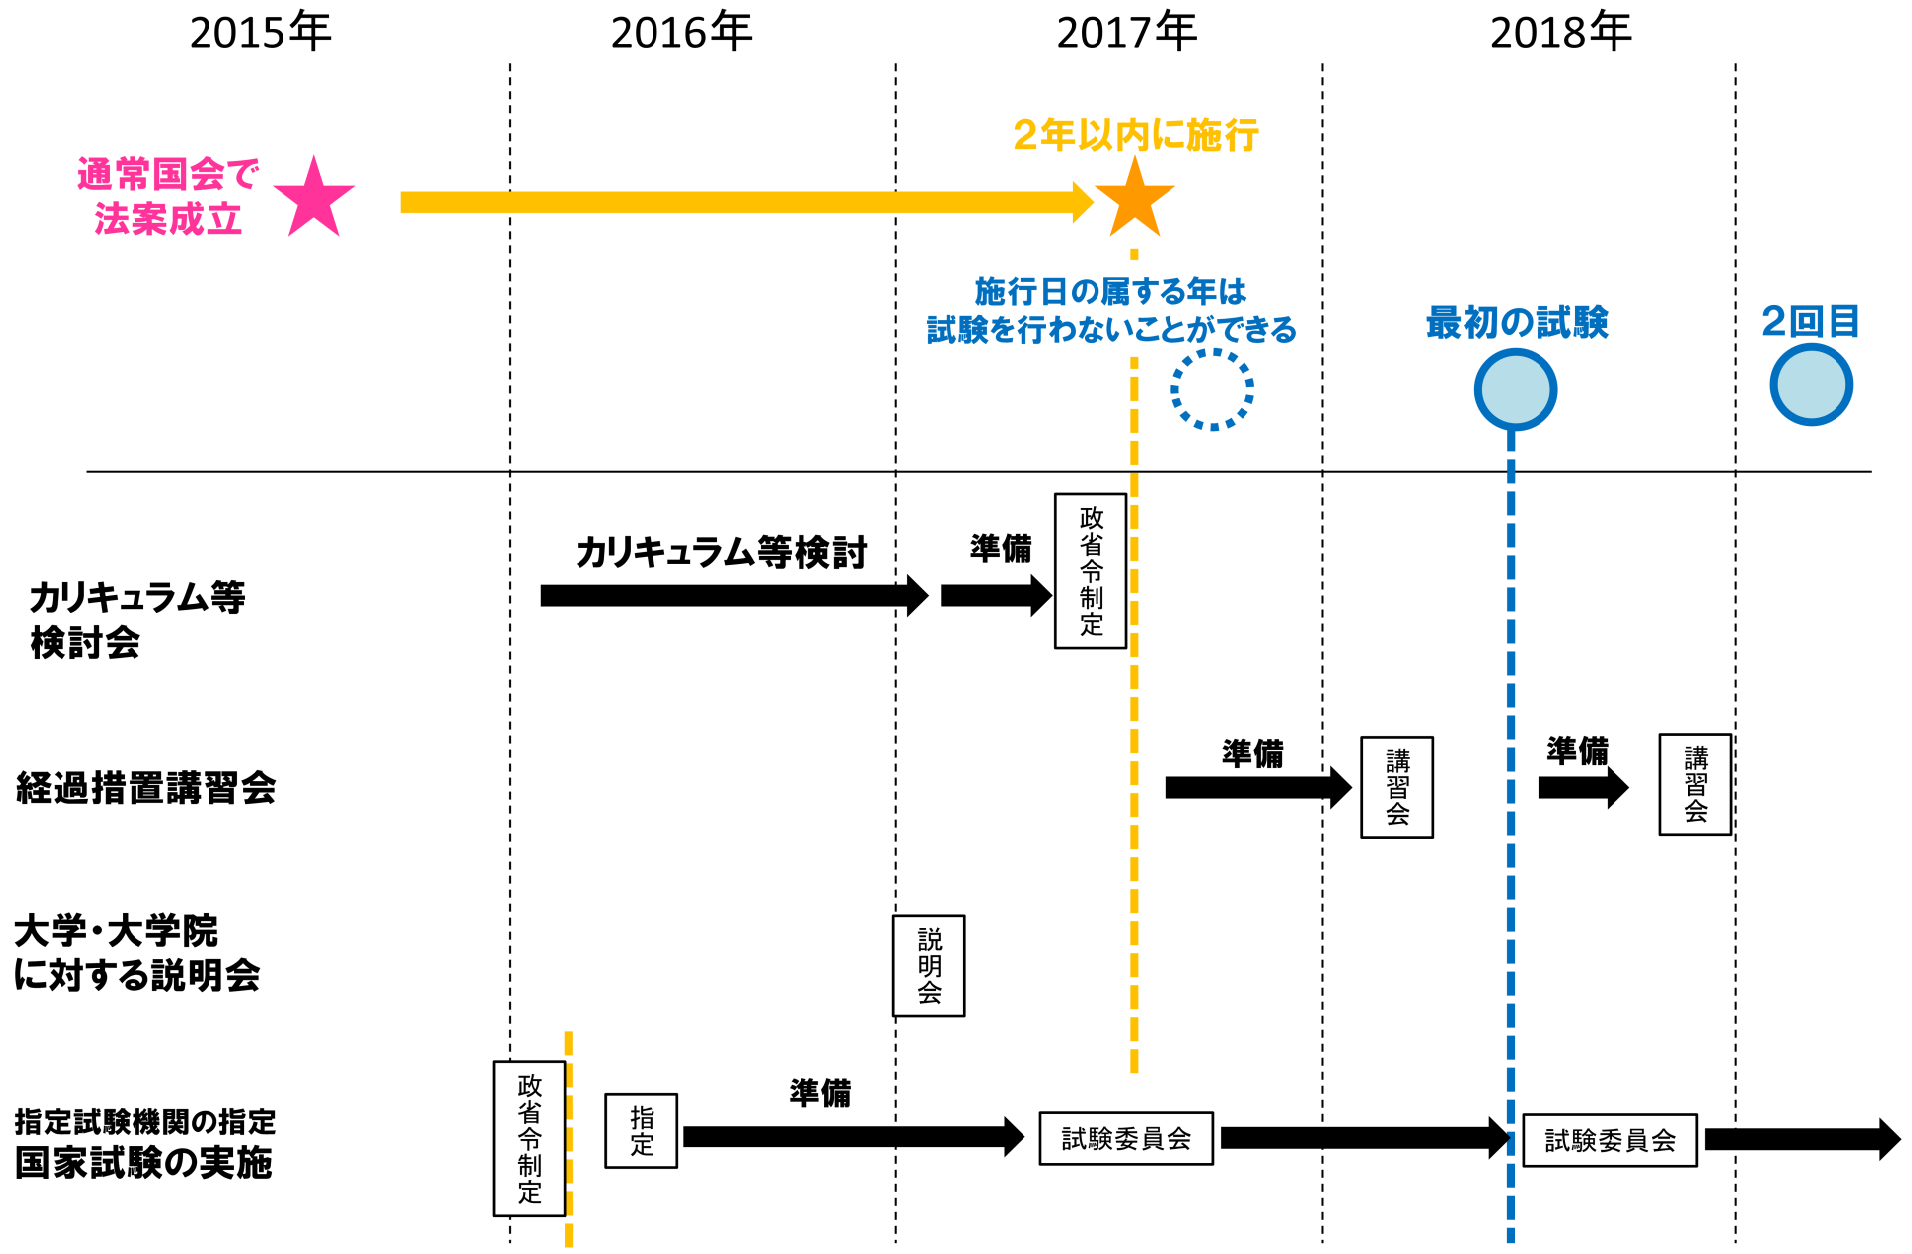 2015年
2016年
2017年
2018年
2年以内に施行
通常国会で
法案成立
施行日の属する年は
試験を行わないことができる
最初の試験
2回目
カリキュラム等検討
準備
政省令制定
カリキュラム等
検討会
準備
準備
講習会
講習会
経過措置講習会
大学・大学院
に対する説明会
説明会
指定試験機関の指定
国家試験の実施
政省令制定
指定
準備
試験委員会
試験委員会